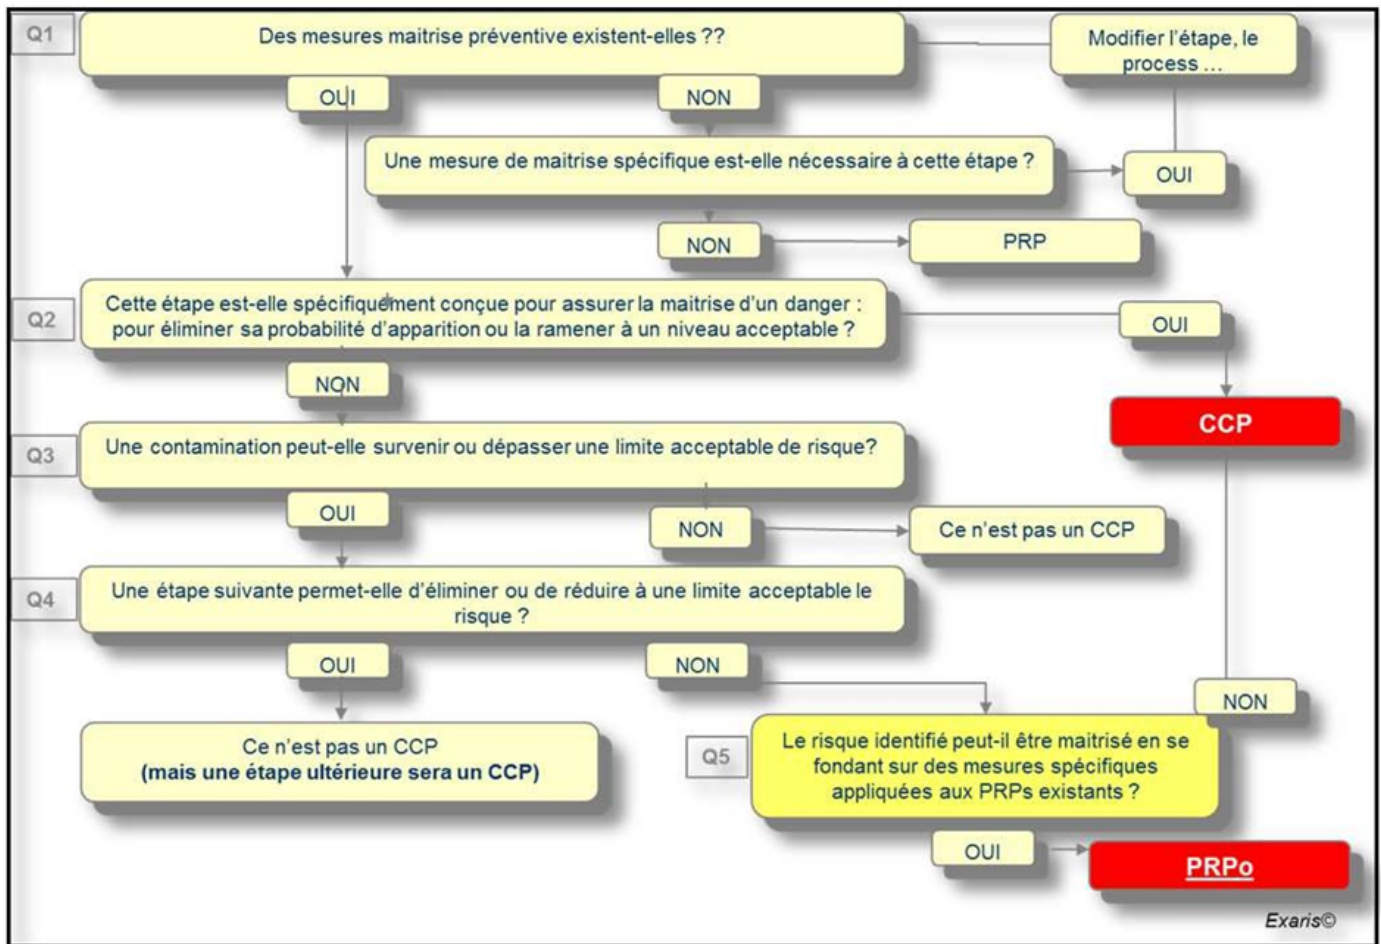 Q1
Des mesures maitrise préventive existent-elles ??
Modifier l'étape, le
process ...
OUI
NON
Une mesure de maitrise spécifique est-elle nécessaire à cette étape ?
OUI
NON
PRP
Q2
Cette étape est-elle spécifiquement conçue pour assurer la maitrise d'un danger :
pour éliminer sa probabilité d'apparition ou la ramener à un niveau acceptable ?
OUI
NON
CCP
Q3
Une contamination peut-elle survenir ou dépasser une limite acceptable de risque?
OUI
NON
Ce n'est pas un CCP
Q4
Une étape suivante permet-elle d'éliminer ou de réduire à une limite acceptable le
risque ?
OUI
NON
NON
Ce n'est pas un CCP
(mais une étape ultérieure sera un CCP)
Q5
Le risque identifié peut-il être maitrisé en se
fondant sur des mesures spécifiques
appliquées aux PRPs existants ?
OUI
PRPo
Exaris©